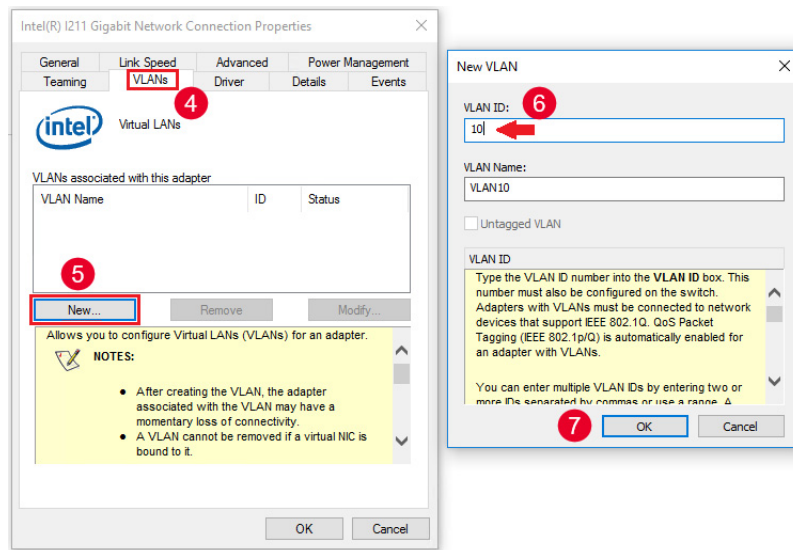 Intel(R) I211 Gigabit Network Connection Properties
General Link Speed Advanced Power Management
Teaming VLANs Driver Details Events
4
intel
Virtual LANs
VLANs associated with this adapter
VLAN Name ID Status
5
New... Remove Modify...
Allows you to configure Virtual LANs (VLANs) for an adapter.
NOTES:
• After creating the VLAN, the
adapter
associated with the VLAN may have a
momentary loss of connectivity.
• A VLAN cannot be removed if a virtual NIC is
bound to it.
OK Cancel
New VLAN
VLAN ID:
6
10
VLAN Name:
VLAN10
Untagged VLAN
VLAN ID
Type the VLAN ID number into the VLAN ID box. This
number must also be configured on the switch.
Adapters with VLANs must be connected to network
devices that support IEEE 802.1Q. QoS Packet
Tagging (IEEE 802.1p/Q) is automatically enabled for
an adapter with VLANs.
You can enter multiple VLAN IDs by entering two or
more IDs separated by commas or use a range. A
7
OK Cancel